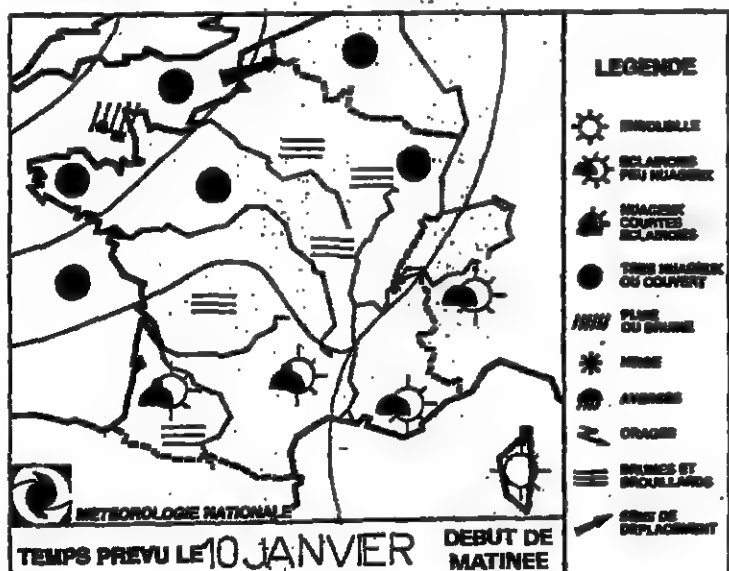 LEGENDE
ENSOLEILLE
ECLAIRCIES
PEU NUAGEUX
NUAGEUX
COURTES
ECLAIRCIES
TRES NUAGEUX
OU COUVERT
PLUIE
OU BRUINE
NEIGE
AVERSES
ORAGES
BRUMES ET
BROUILLARDS
SENS DE
DEPLACEMENT
METEOROLOGIE NATIONALE
TEMPS PREVU LE 10 JANVIER
DEBUT DE
MATINEE